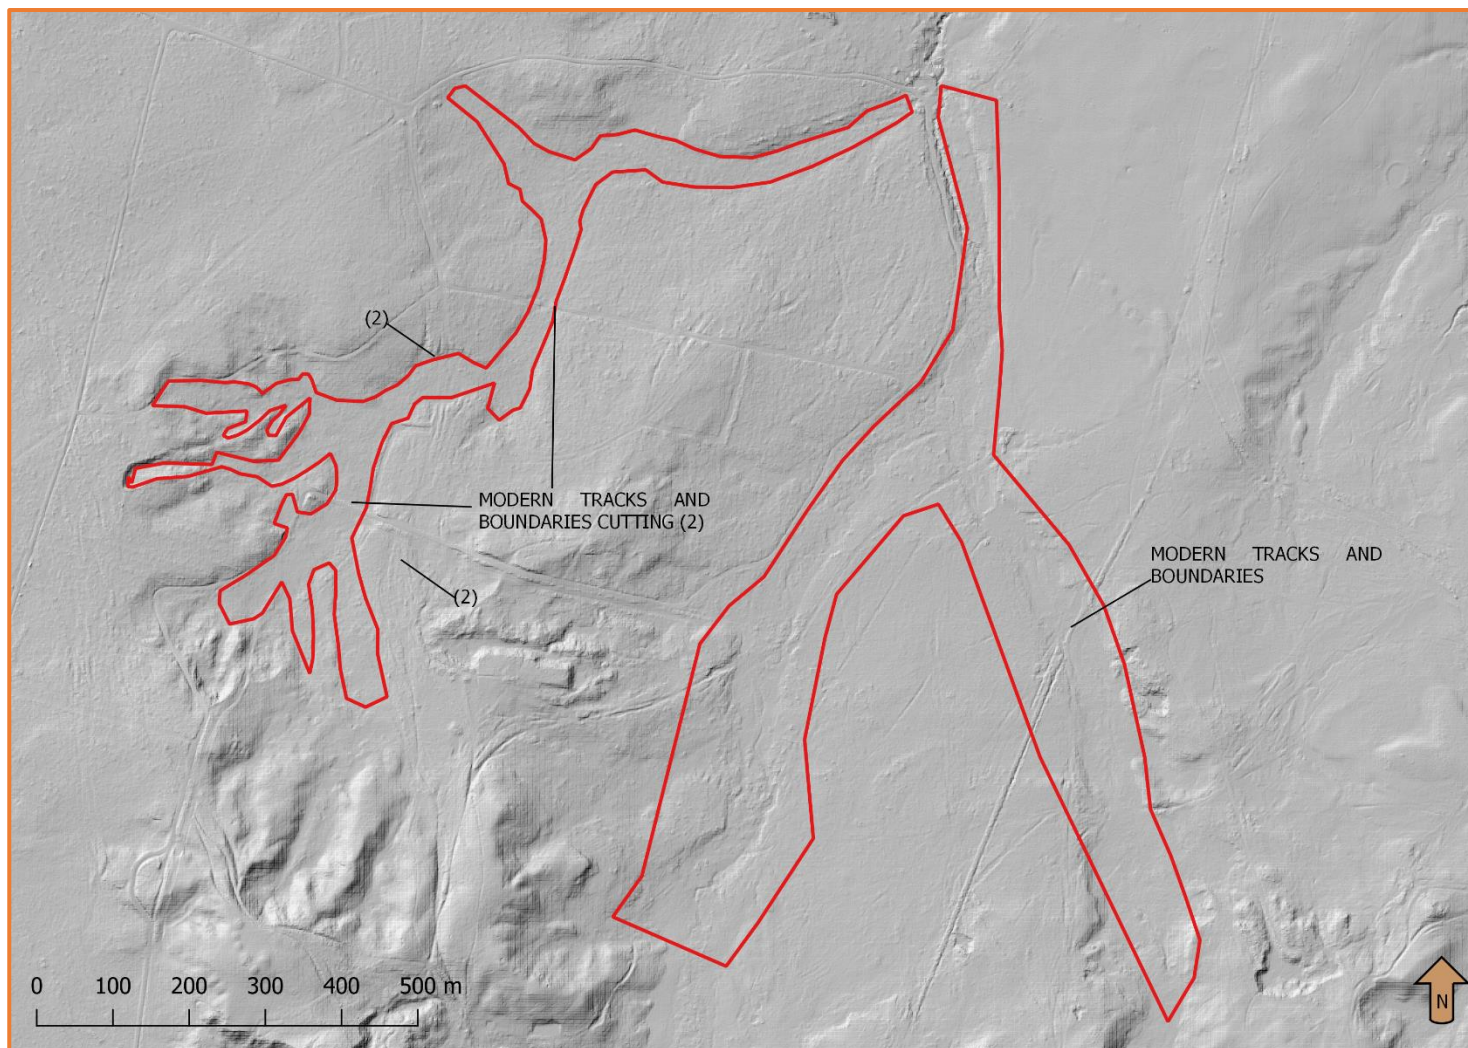 (2)
MODERN TRACKS AND
BOUNDARIES CUTTING (2)
MODERN TRACKS AND
BOUNDARIES
(2)
0 100 200 300 400 500 m
N